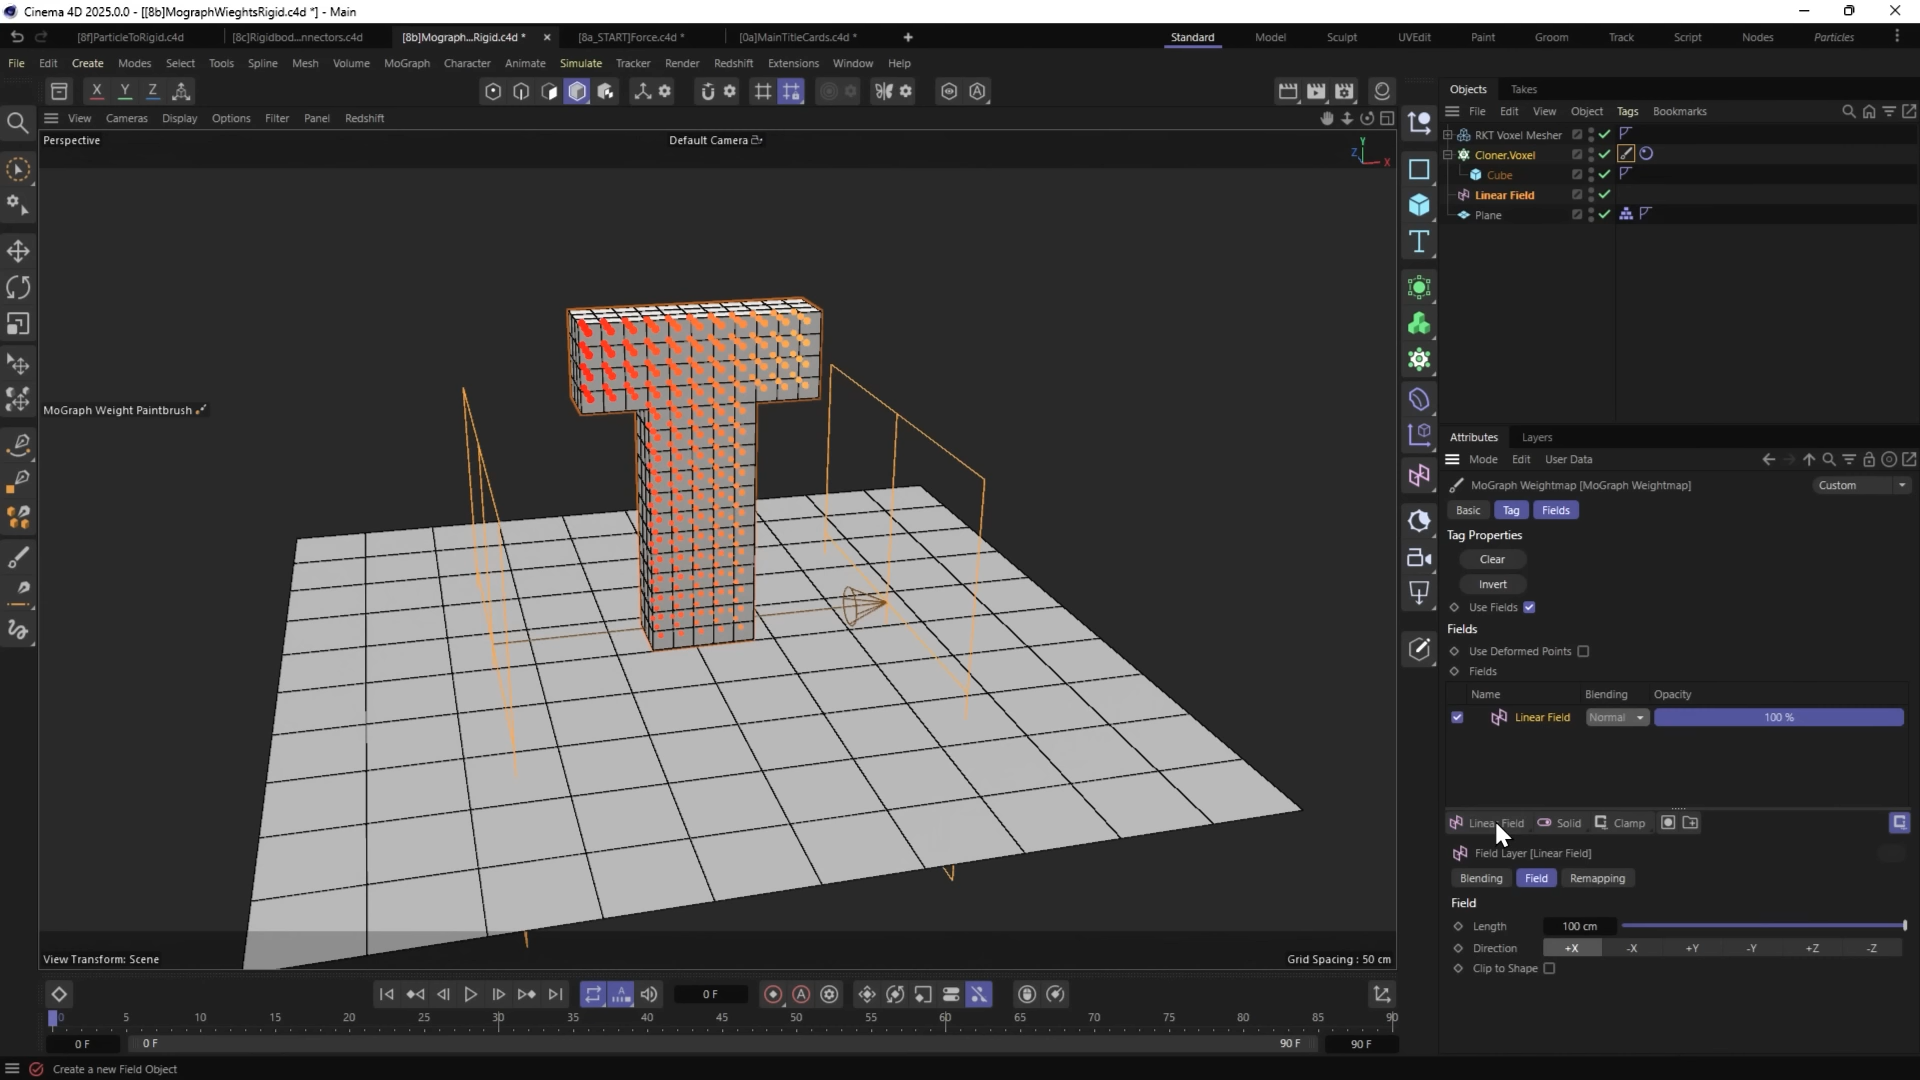 Cinema 4D 2025.0.0 - [[8b]MographWieghtsRigid.c4d *] - Main
[8f]ParticleToRigid.c4d [8c]Rigidbod...nnectors.c4d [8b]Mograph...Rigid.c4d * [8a_START]Force.c4d * [0a]MainTitleCards.c4d *
Standard Model Sculpt UVEdit Paint Groom Track Script Nodes Particles
File Edit Create Modes Select Tools Spline Mesh Volume MoGraph Character Animate Simulate Tracker Render Redshift Extensions Window Help
X Y Z
View Cameras Display Options Filter Panel Redshift
Perspective
Default Camera
Y
Z
X
MoGraph Weight Paintbrush
View Transform: Scene
Grid Spacing : 50 cm
0 F
0 5 10 15 20 25 30 35 40 45 50 55 60 65 70 75 80 85 90
0 F 0 F 90 F 90 F
Create a new Field Object
Objects Takes
File Edit View Object Tags Bookmarks
RKT Voxel Mesher
Cloner.Voxel
Cube
Linear Field
Plane
Attributes Layers
Mode Edit User Data
MoGraph Weightmap [MoGraph Weightmap]
Custom
Basic Tag Fields
Tag Properties
Clear
Invert
Use Fields
Fields
Use Deformed Points
Fields
Name Blending Opacity
Linear Field Normal 100 %
Linear Field Solid Clamp
Field Layer [Linear Field]
Blending Field Remapping
Field
Length 100 cm
Direction +X -X +Y -Y +Z -Z
Clip to Shape